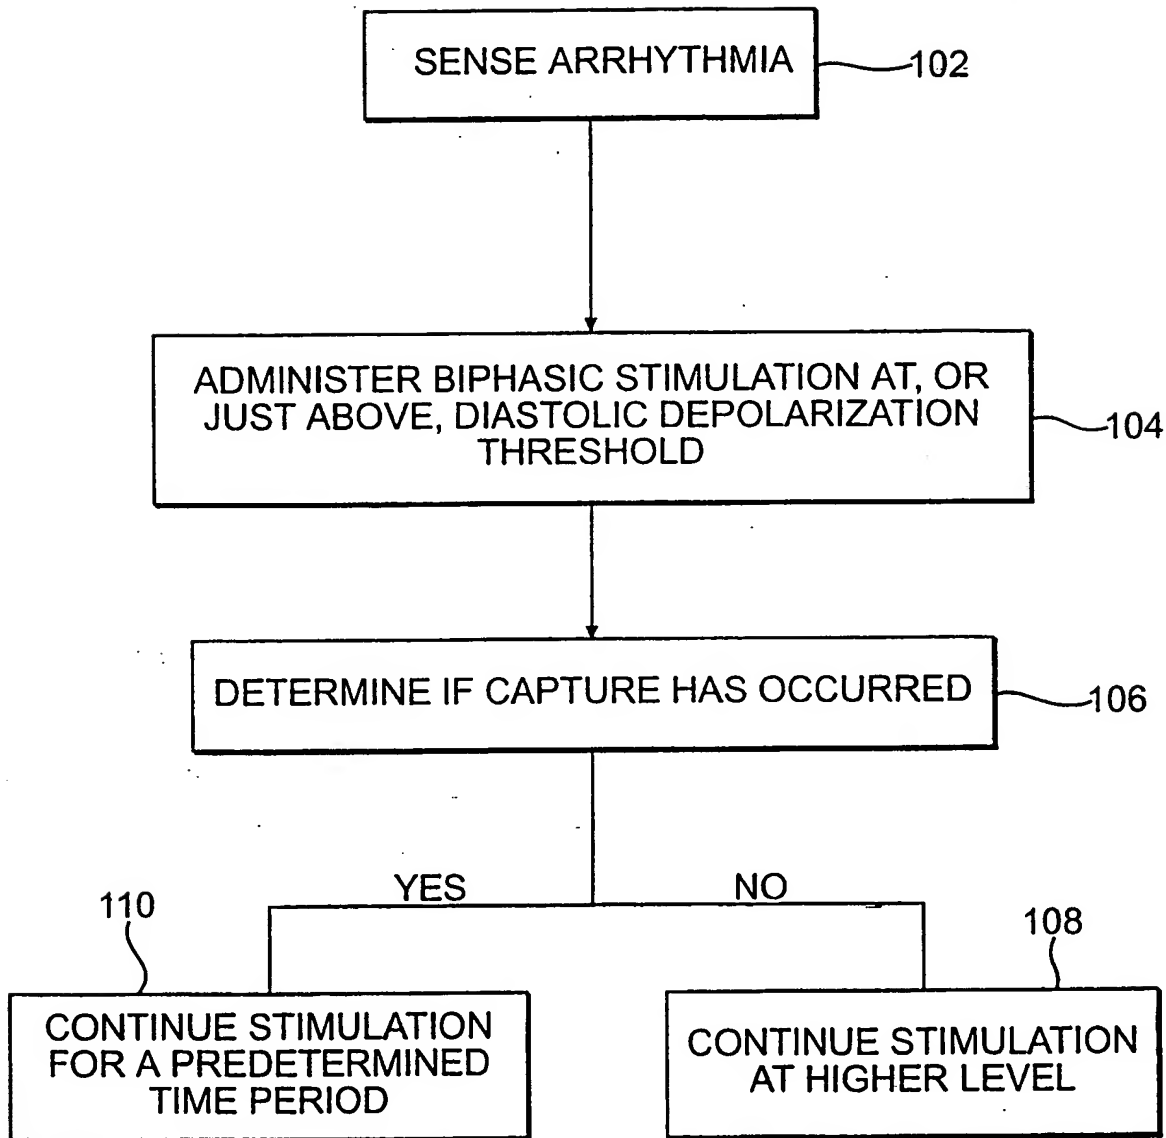 SENSE ARRHYTHMIA
102
ADMINISTER BIPHASIC STIMULATION AT, OR
JUST ABOVE, DIASTOLIC DEPOLARIZATION
THRESHOLD
104
DETERMINE IF CAPTURE HAS OCCURRED
106
YES
NO
110
108
CONTINUE STIMULATION
FOR A PREDETERMINED
TIME PERIOD
CONTINUE STIMULATION
AT HIGHER LEVEL